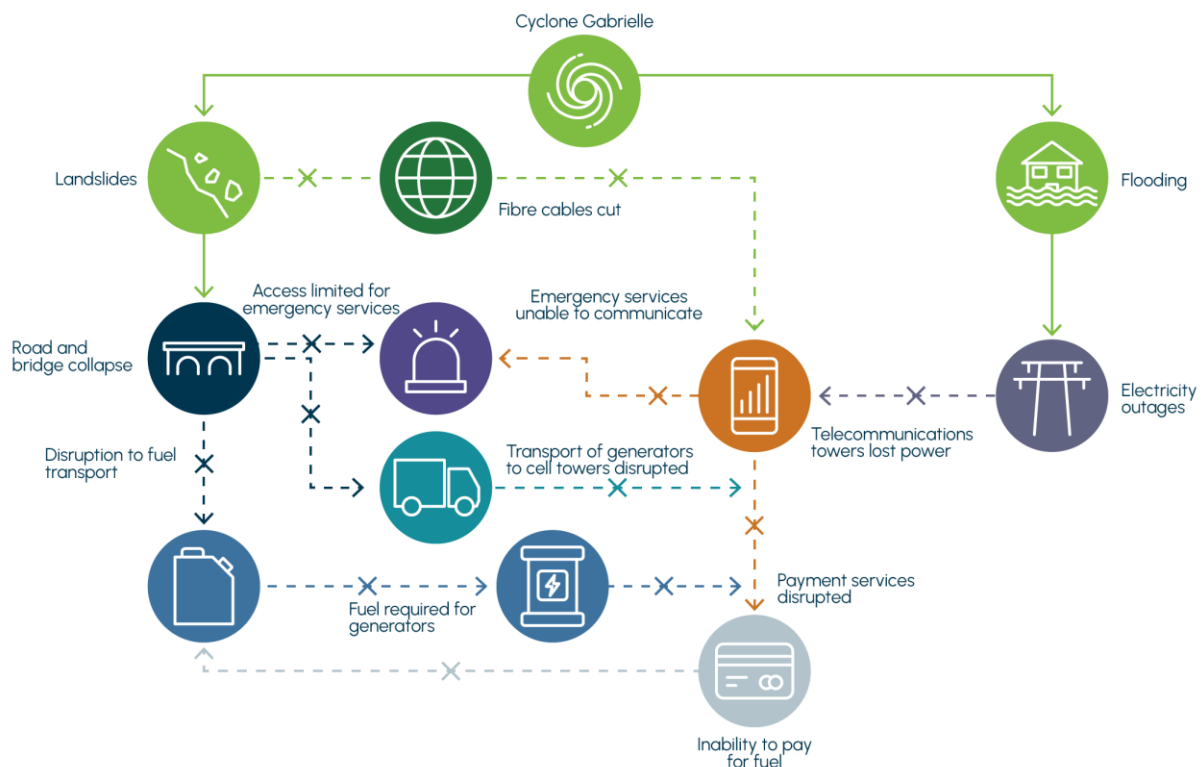 Cyclone Gabrielle
Landslides
Fibre cables cut
Flooding
Access limited for
emergency services
Emergency services
unable to communicate
Road and
bridge collapse
Electricity
outages
Telecommunications
towers lost power
Disruption to fuel
transport
Transport of generators
to cell towers disrupted
Fuel required for
generators
Payment services
disrupted
Inability to pay
for fuel